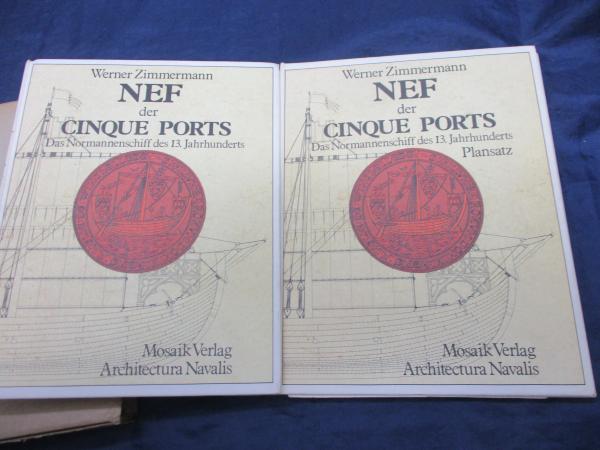 Werner Zimmermann
NEF
der
CINQUE PORTS
Das Normannenschiff des 13. Jahrhunderts
Mosaik Verlag
Architectura Navalis
Werner Zimmermann
NEF
der
CINQUE PORTS
Das Normannenschiff des 13. Jahrhunderts
Plansatz
Mosaik Verlag
Architectura Navalis